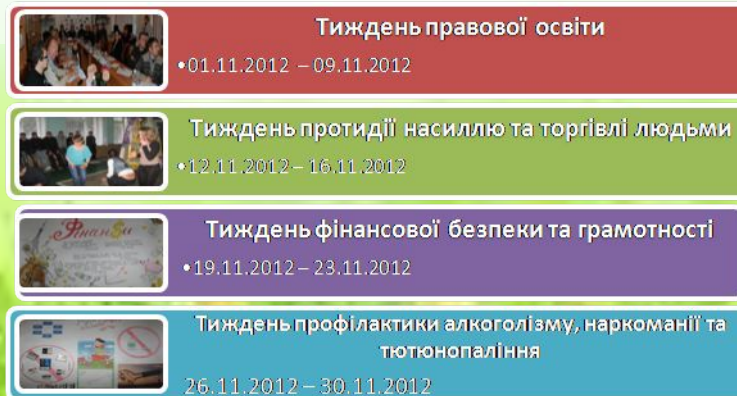 Тиждень правової освіти
•01.11.2012 – 09.11.2012
Тиждень протидії насиллю та торгівлі людьми
•12.11.2012 – 16.11.2012
Фінанси
Тиждень фінансової безпеки та грамотності
•19.11.2012 – 23.11.2012
Тиждень профілактики алкоголізму, наркоманії та
тютюнопаління
26.11.2012 – 30.11.2012